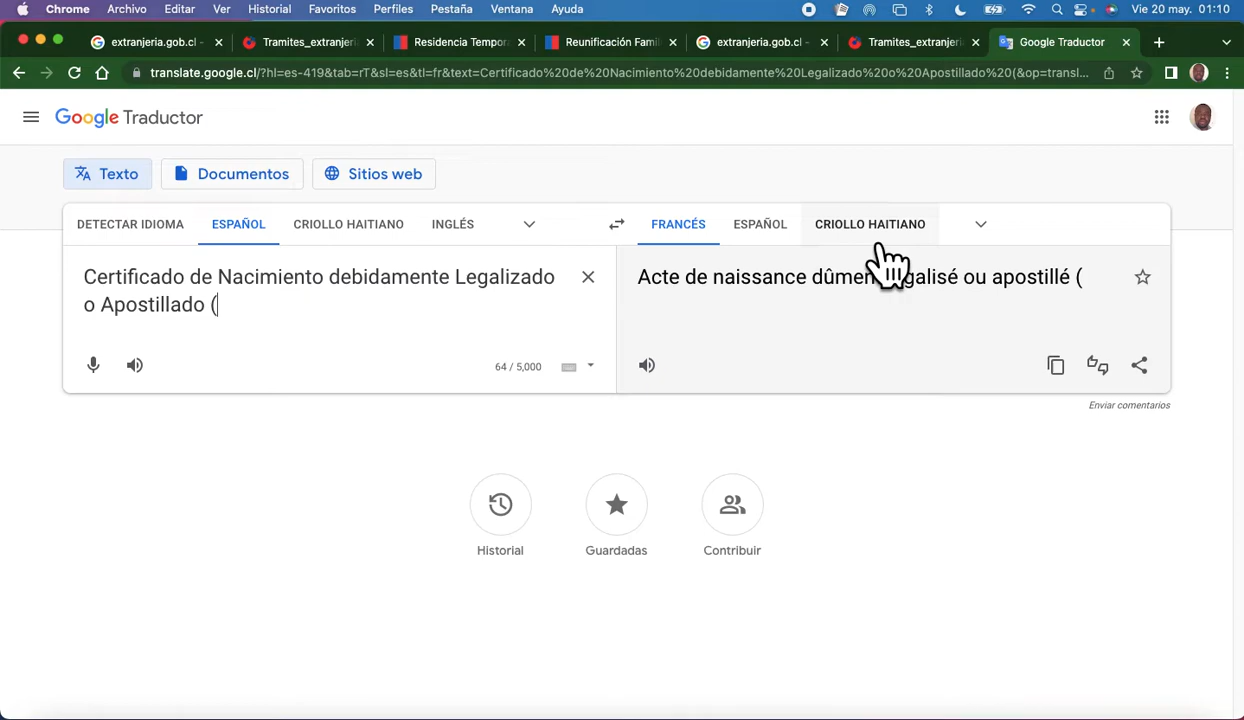 Chrome Archivo Editar Ver Historial Favoritos Perfiles Pestaña Ventana Ayuda Vie 20 may. 01:10
extranjeria.gob.cl - Tramites_extranjeri Residencia Tempora Reunificación Famil extranjeria.gob.cl - Tramites_extranjeri Google Traductor
translate.google.cl/?hl=es-419&tab=rT&sl=es&tl=fr&text=Certificado%20de%20Nacimiento%20debidamente%20Legalizado%20o%20Apostillado%20(&op=transl...
Google Traductor
Texto Documentos Sitios web
DETECTAR IDIOMA ESPAÑOL CRIOLLO HAITIANO INGLÉS FRANCÉS ESPAÑOL CRIOLLO HAITIANO
Certificado de Nacimiento debidamente Legalizado
o Apostillado (
Acte de naissance dûment légalisé ou apostillé (
64 / 5,000
Enviar comentarios
Historial Guardadas Contribuir